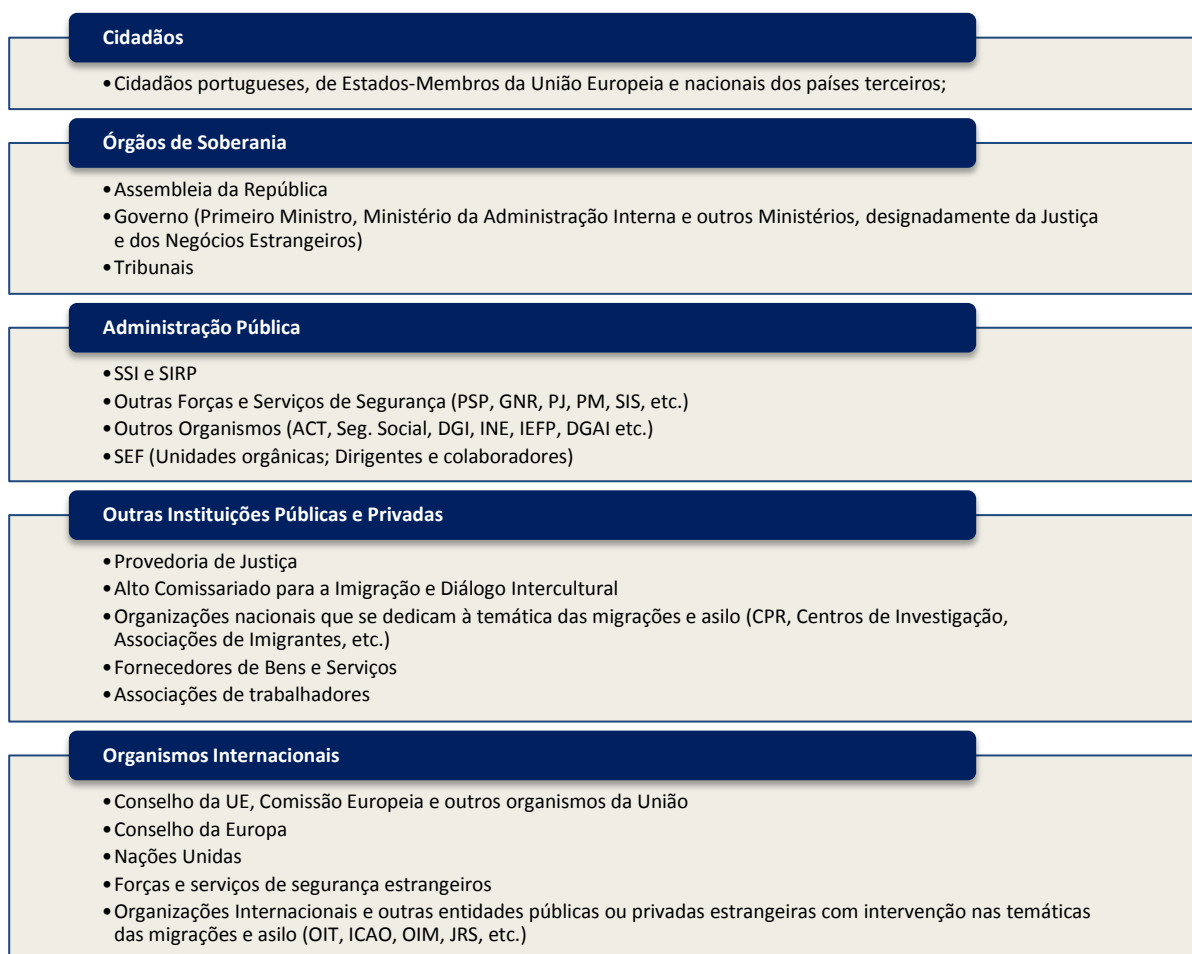 Cidadãos
•Cidadãos portugueses, de Estados-Membros da União Europeia e nacionais dos países terceiros;
Órgãos de Soberania
•Assembleia da República
•Governo (Primeiro Ministro, Ministério da Administração Interna e outros Ministérios, designadamente da Justiça
e dos Negócios Estrangeiros)
•Tribunais
Administração Pública
•SSI e SIRP
•Outras Forças e Serviços de Segurança (PSP, GNR, PJ, PM, SIS, etc.)
•Outros Organismos (ACT, Seg. Social, DGI, INE, IEFP, DGAI etc.)
•SEF (Unidades orgânicas; Dirigentes e colaboradores)
Outras Instituições Públicas e Privadas
•Provedoria de Justiça
•Alto Comissariado para a Imigração e Diálogo Intercultural
•Organizações nacionais que se dedicam à temática das migrações e asilo (CPR, Centros de Investigação,
Associações de Imigrantes, etc.)
•Fornecedores de Bens e Serviços
•Associações de trabalhadores
Organismos Internacionais
•Conselho da UE, Comissão Europeia e outros organismos da União
•Conselho da Europa
•Nações Unidas
•Forças e serviços de segurança estrangeiros
•Organizações Internacionais e outras entidades públicas ou privadas estrangeiras com intervenção nas temáticas
das migrações e asilo (OIT, ICAO, OIM, JRS, etc.)